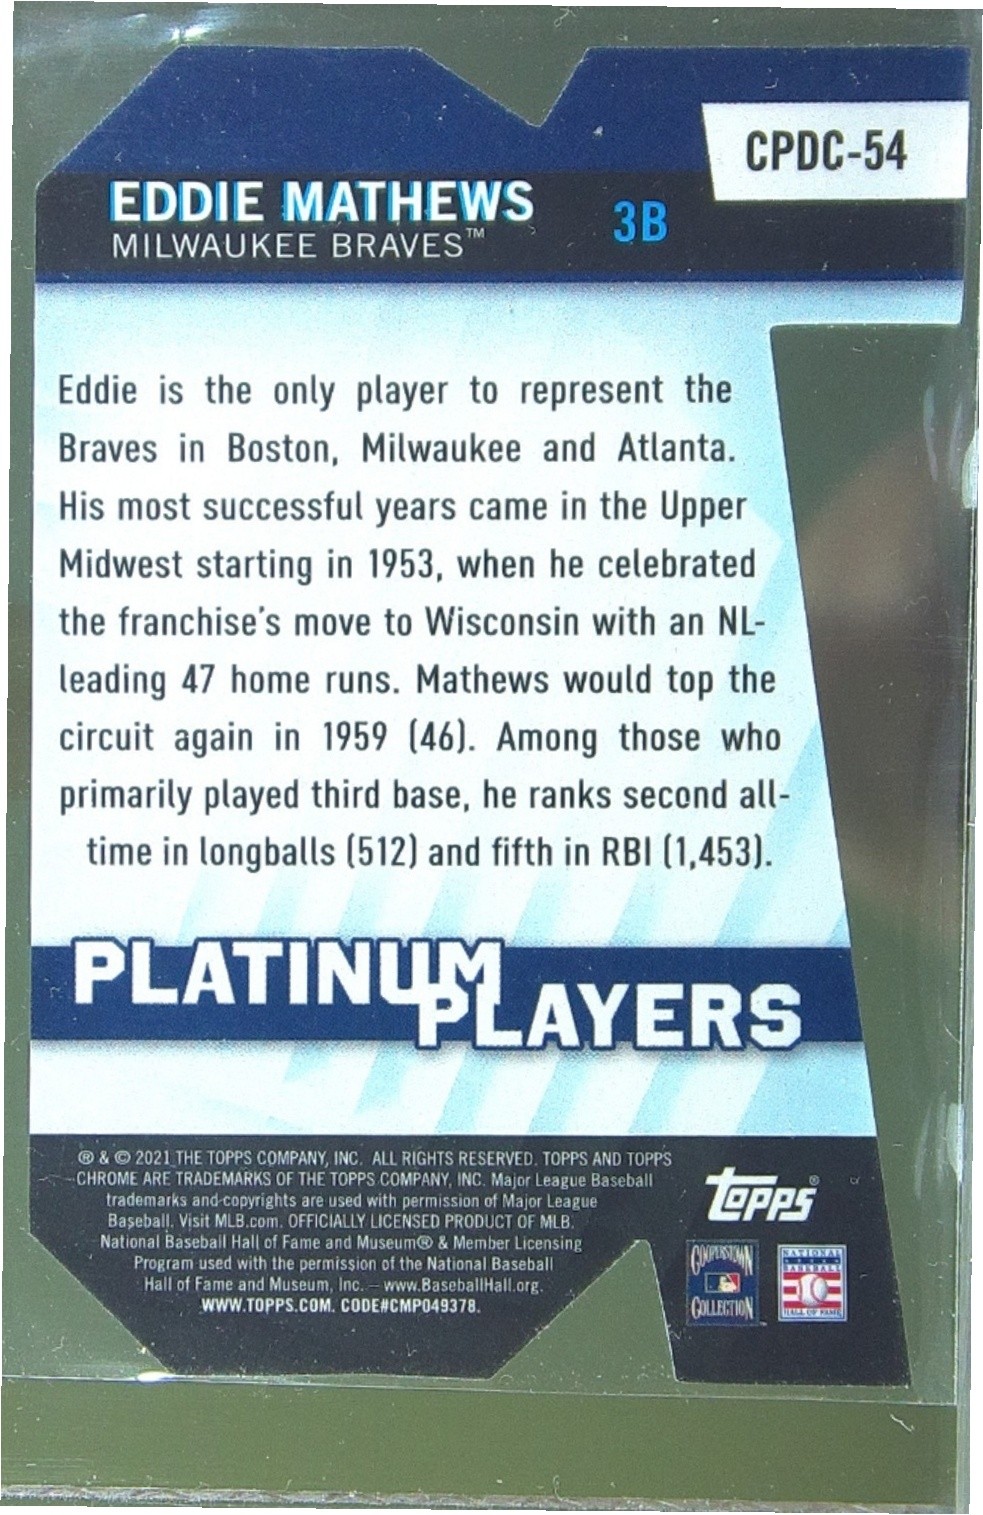 CPDC-54
EDDIE MATHEWS
3B
MILWAUKEE BRAVES™
Eddie is the only player to represent the
Braves in Boston, Milwaukee and Atlanta.
His most successful years came in the Upper
Midwest starting in 1953, when he celebrated
the franchise's move to Wisconsin with an NL-
leading 47 home runs. Mathews would top the
circuit again in 1959 (46). Among those who
primarily played third base, he ranks second all-
time in longballs (512) and fifth in RBI (1,453).
PLATINUM
PLAYERS
® & © 2021 THE TOPPS COMPANY, INC. ALL RIGHTS RESERVED. TOPPS AND TOPPS
CHROME ARE TRADEMARKS OF THE TOPPS COMPANY, INC. Major League Baseball
trademarks and copyrights are used with permission of Major League
Baseball. Visit MLB.com. OFFICIALLY LICENSED PRODUCT OF MLB.
National Baseball Hall of Fame and Museum® & Member Licensing
Program used with the permission of the National Baseball
Hall of Fame and Museum, Inc. – www.BaseballHall.org.
WWW.TOPPS.COM. CODE#CMP049378.
topps®
COOPERSTOWN
COLLECTION
NATIONAL
BASEBALL
HALL OF FAME